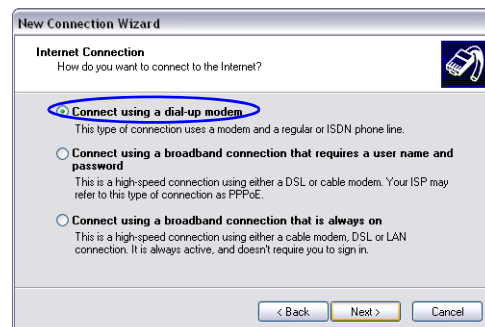 New Connection Wizard
Internet Connection
How do you want to connect to the Internet?
Connect using a dial-up modem
This type of connection uses a modem and a regular or ISDN phone line.
Connect using a broadband connection that requires a user name and
password
This is a high-speed connection using either a DSL or cable modem. Your ISP may
refer to this type of connection as PPPoE.
Connect using a broadband connection that is always on
This is a high-speed connection using either a cable modem, DSL or LAN
connection. It is always active, and doesn't require you to sign in.
< Back Next > Cancel